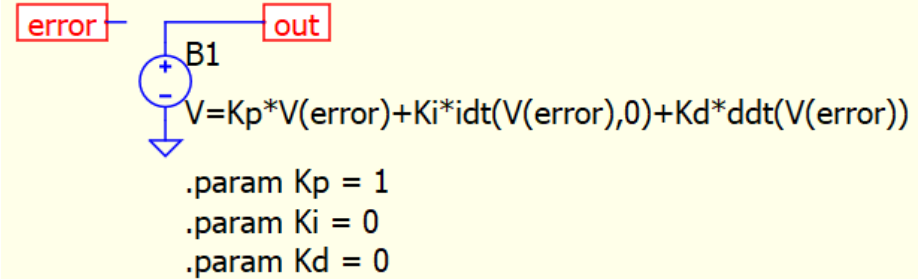 error
out
B1
V=Kp*V(error)+Ki*idt(V(error),0)+Kd*ddt(V(error))
.param Kp = 1
.param Ki = 0
.param Kd = 0